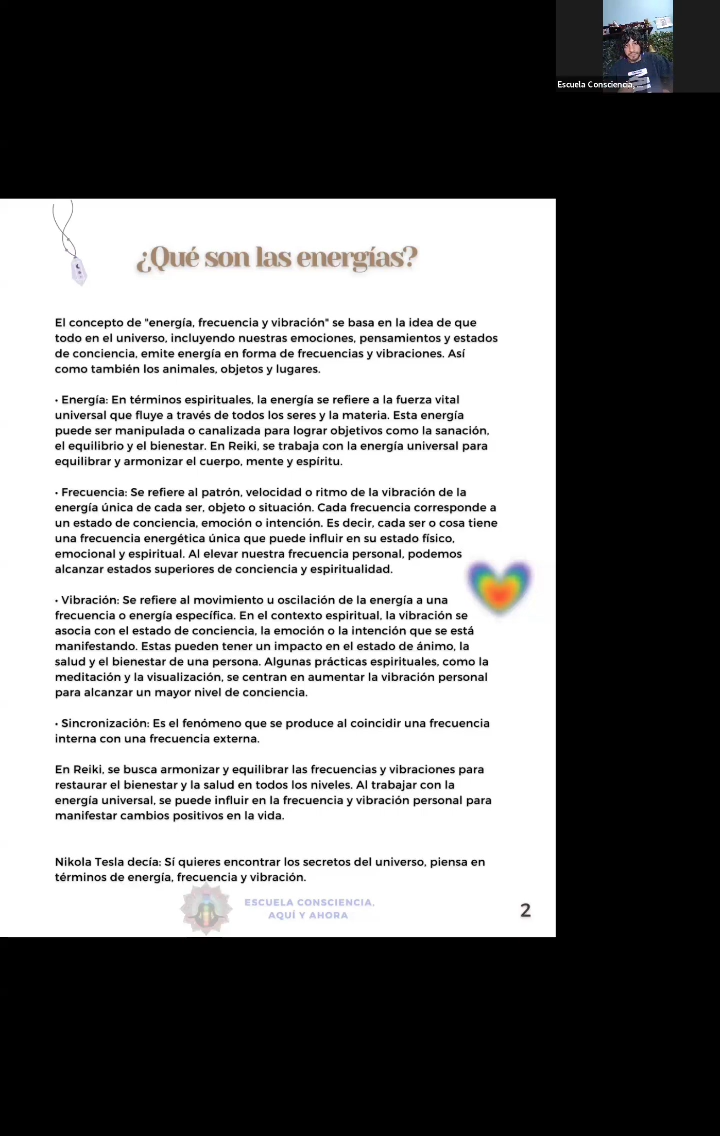 Escuela Consciencia, ...
¿Qué son las energías?
El concepto de "energía, frecuencia y vibración" se basa en la idea de que
todo en el universo, incluyendo nuestras emociones, pensamientos y estados
de conciencia, emite energía en forma de frecuencias y vibraciones. Así
como también los animales, objetos y lugares.
• Energía: En términos espirituales, la energía se refiere a la fuerza vital
universal que fluye a través de todos los seres y la materia. Esta energía
puede ser manipulada o canalizada para lograr objetivos como la sanación,
el equilibrio y el bienestar. En Reiki, se trabaja con la energía universal para
equilibrar y armonizar el cuerpo, mente y espíritu.
• Frecuencia: Se refiere al patrón, velocidad o ritmo de la vibración de la
energía única de cada ser, objeto o situación. Cada frecuencia corresponde a
un estado de conciencia, emoción o intención. Es decir, cada ser o cosa tiene
una frecuencia energética única que puede influir en su estado físico,
emocional y espiritual. Al elevar nuestra frecuencia personal, podemos
alcanzar estados superiores de conciencia y espiritualidad.
• Vibración: Se refiere al movimiento u oscilación de la energía a una
frecuencia o energía específica. En el contexto espiritual, la vibración se
asocia con el estado de conciencia, la emoción o la intención que se está
manifestando. Estas pueden tener un impacto en el estado de ánimo, la
salud y el bienestar de una persona. Algunas prácticas espirituales, como la
meditación y la visualización, se centran en aumentar la vibración personal
para alcanzar un mayor nivel de conciencia.
• Sincronización: Es el fenómeno que se produce al coincidir una frecuencia
interna con una frecuencia externa.
En Reiki, se busca armonizar y equilibrar las frecuencias y vibraciones para
restaurar el bienestar y la salud en todos los niveles. Al trabajar con la
energía universal, se puede influir en la frecuencia y vibración personal para
manifestar cambios positivos en la vida.
Nikola Tesla decía: Sí quieres encontrar los secretos del universo, piensa en
términos de energía, frecuencia y vibración.
ESCUELA CONSCIENCIA,
AQUÍ Y AHORA
2